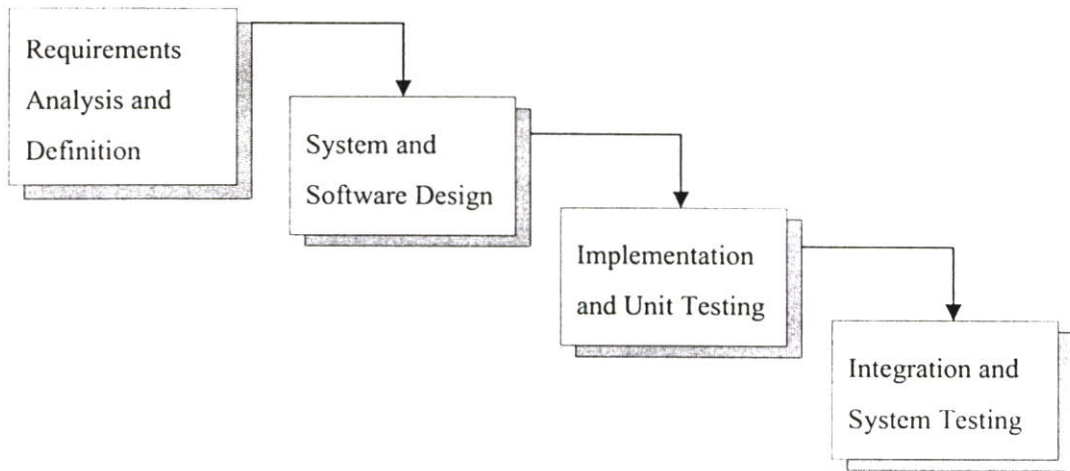 Requirements
Analysis and
Definition
System and
Software Design
Implementation
and Unit Testing
Integration and
System Testing